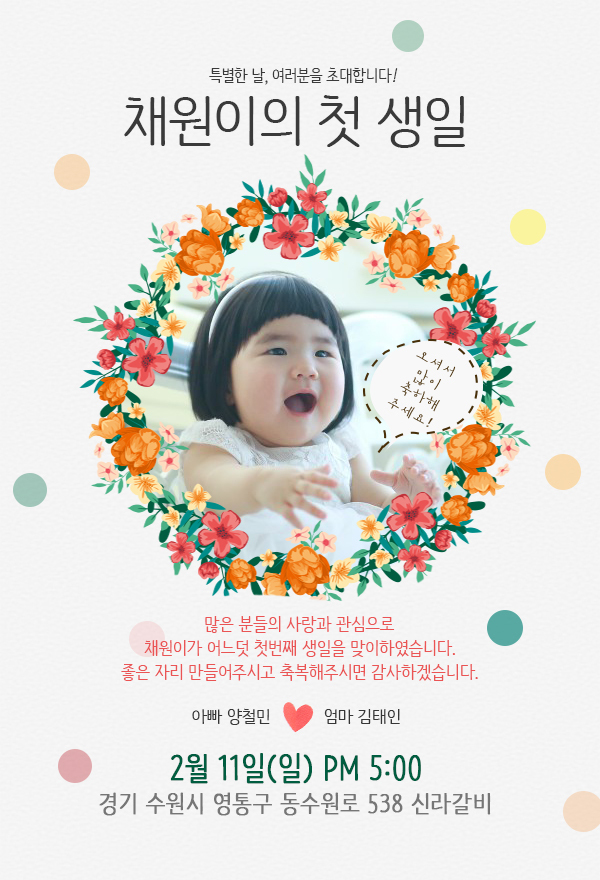 특별한 날, 여러분을 초대합니다!
채원이의 첫 생일
오셔서
많이
축하해
주세요!
많은 분들의 사랑과 관심으로
채원이가 어느덧 첫번째 생일을 맞이하였습니다.
좋은 자리 만들어주시고 축복해주시면 감사하겠습니다.
아빠 양철민 엄마 김태인
2월 11일(일) PM 5:00
경기 수원시 영통구 동수원로 538 신라갈비